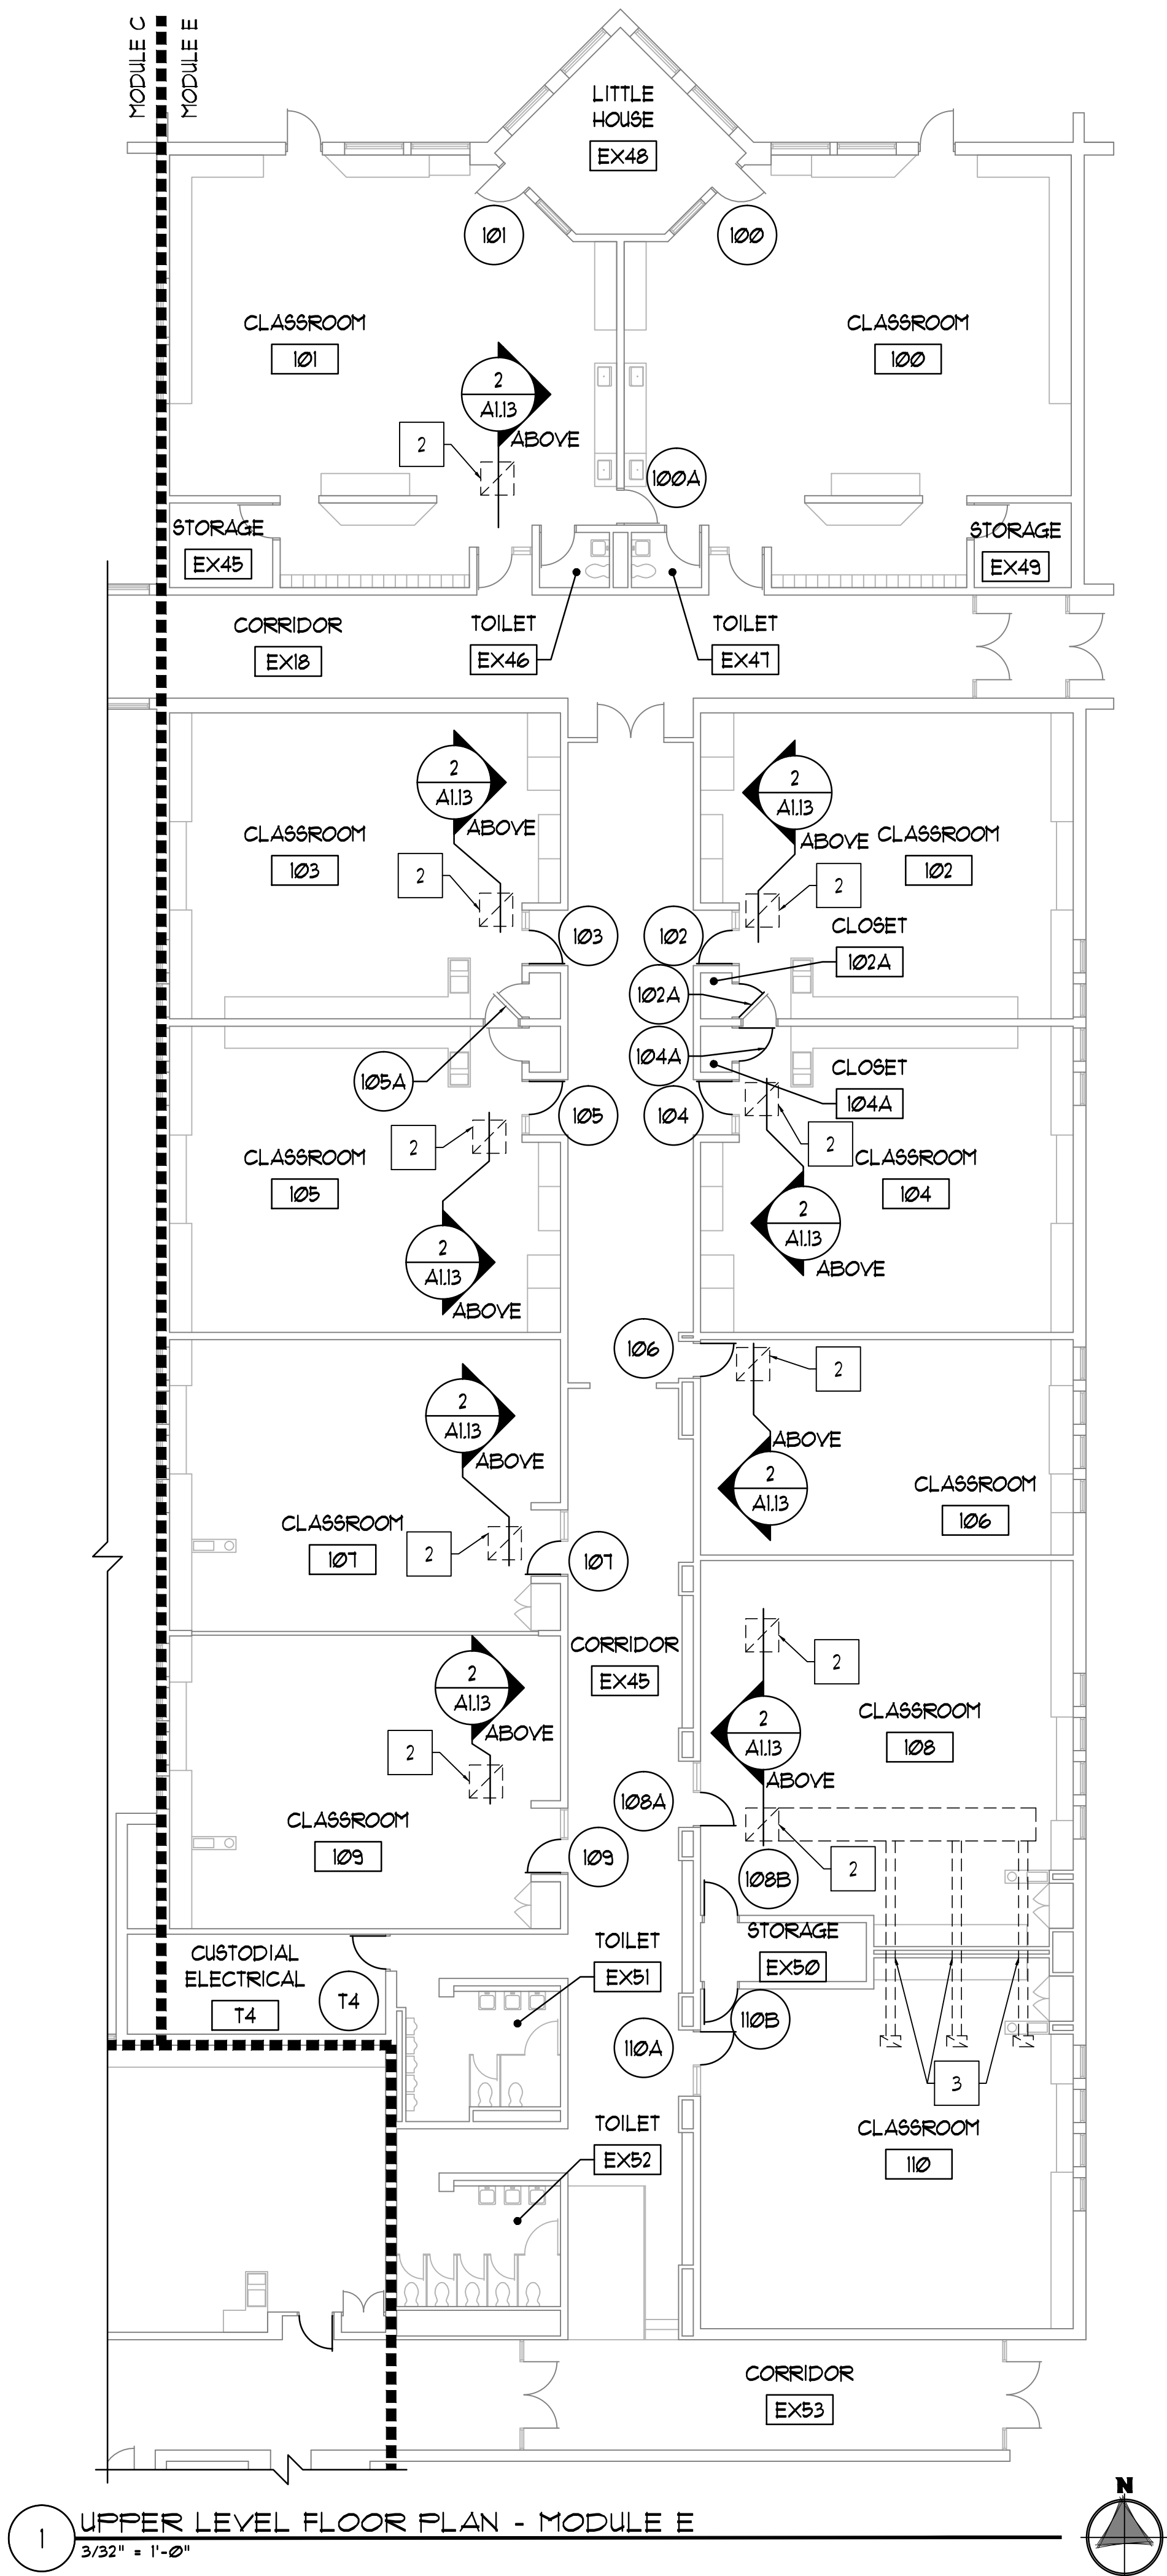 MODULE C
MODULE E
LITTLE
HOUSE
EX48
101
100
CLASSROOM
101
CLASSROOM
100
2
A1.13
ABOVE
2
100A
STORAGE
EX45
STORAGE
EX49
CORRIDOR
EX18
TOILET
EX46
TOILET
EX47
2
A1.13
ABOVE
2
A1.13
ABOVE
CLASSROOM
103
CLASSROOM
102
2
2
103
102
CLOSET
102A
102A
104A
105A
CLOSET
104A
105
104
2
2
CLASSROOM
105
CLASSROOM
104
2
A1.13
ABOVE
2
A1.13
ABOVE
106
2
2
A1.13
ABOVE
ABOVE
2
A1.13
CLASSROOM
106
CLASSROOM
107
2
107
CORRIDOR
EX45
2
2
A1.13
ABOVE
2
CLASSROOM
108
2
A1.13
ABOVE
108A
CLASSROOM
109
109
2
108B
STORAGE
EX50
CUSTODIAL
ELECTRICAL
T4
T4
TOILET
EX51
110B
110A
3
TOILET
EX52
CLASSROOM
110
CORRIDOR
EX53
N
1
UPPER LEVEL FLOOR PLAN - MODULE E
3/32" = 1'-0"